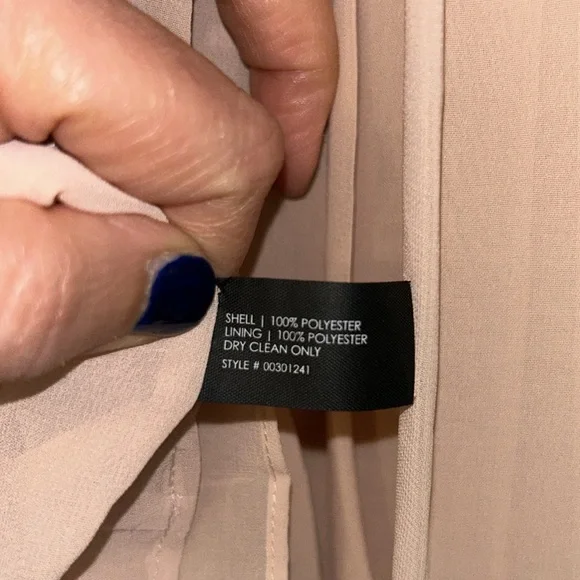 SHELL | 100% POLYESTER
LINING | 100% POLYESTER
DRY CLEAN ONLY
STYLE # 00301241